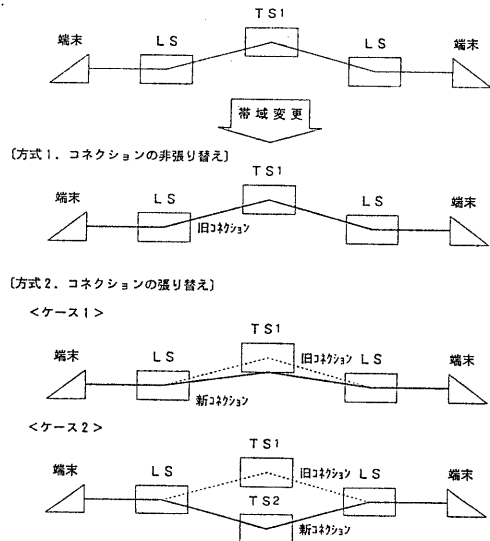 TS1
端末 LS LS 端末
帯域変更
〔方式1．コネクションの非張り替え〕
TS1
端末 LS LS 端末
旧コネクション
〔方式2．コネクションの張り替え〕
<ケース1>
TS1
端末 LS 旧コネクション LS 端末
新コネクション
<ケース2>
TS1
端末 LS 旧コネクション LS 端末
TS2
新コネクション